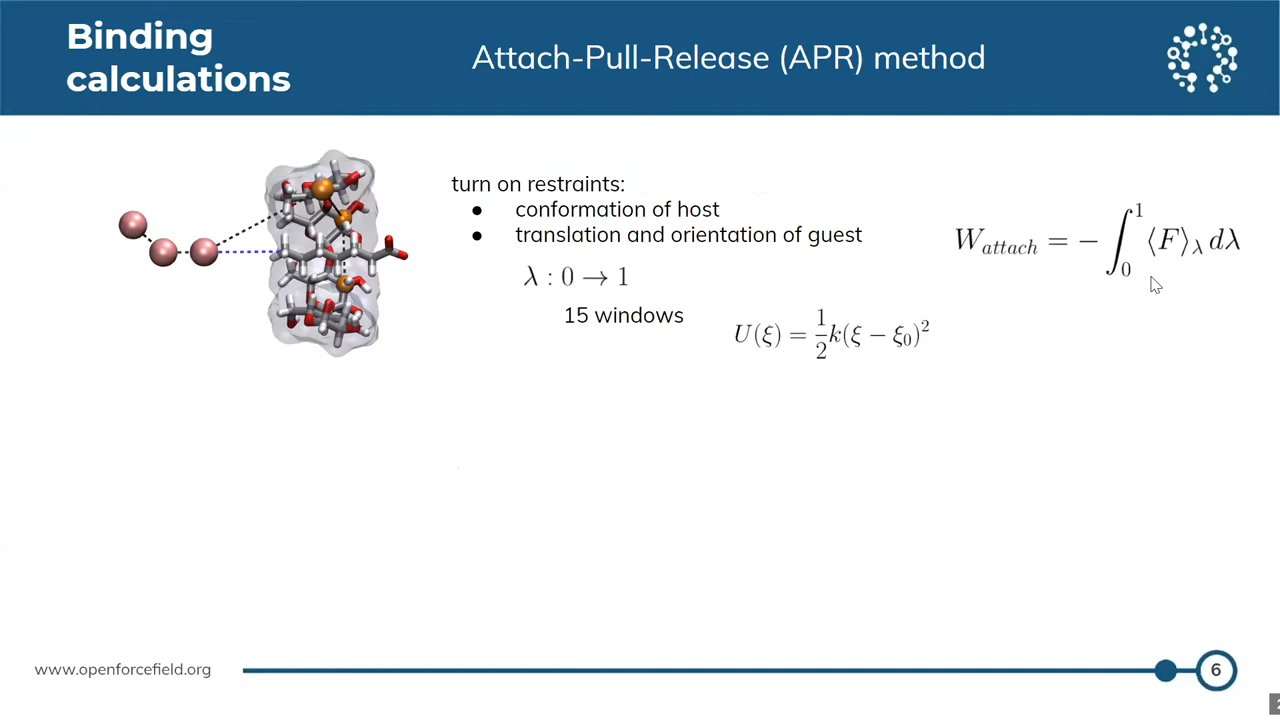 Binding
calculations
Attach-Pull-Release (APR) method
turn on restraints:
● conformation of host
● translation and orientation of guest
λ : 0 → 1
15 windows
U(ξ) = 1/2 k(ξ − ξ₀)²
W_attach = − ∫₀¹ ⟨F⟩_λ dλ
www.openforcefield.org
6